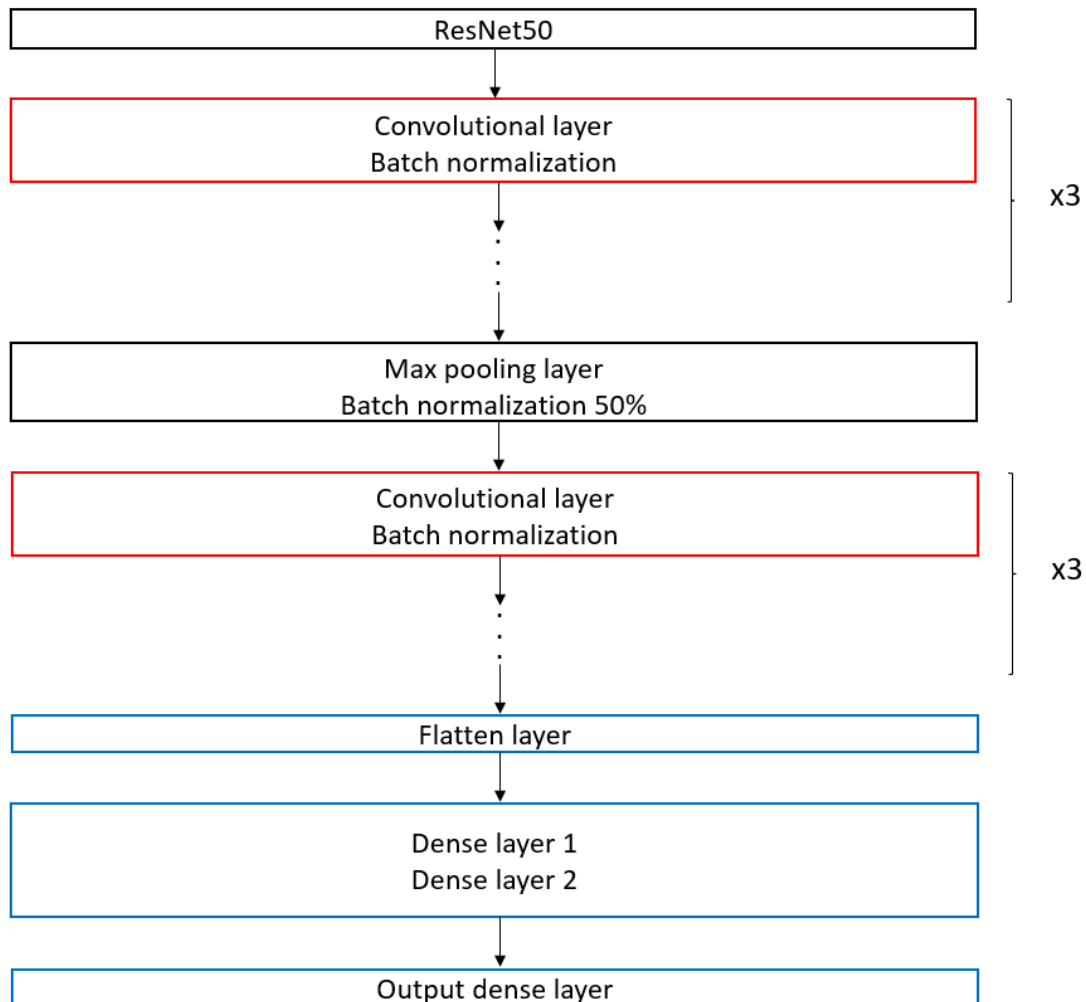 ResNet50
Convolutional layer
Batch normalization
x3
Max pooling layer
Batch normalization 50%
Convolutional layer
Batch normalization
x3
Flatten layer
Dense layer 1
Dense layer 2
Output dense layer